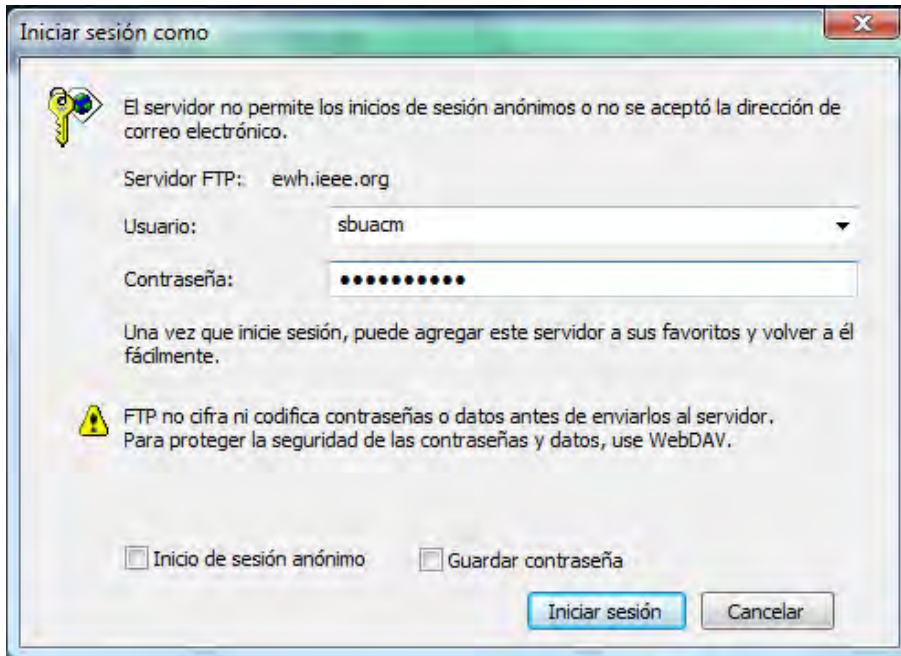 Iniciar sesión como
El servidor no permite los inicios de sesión anónimos o no se aceptó la dirección de
correo electrónico.
Servidor FTP: ewh.ieee.org
Usuario: sbuacm
Contraseña: ●●●●●●●●●●
Una vez que inicie sesión, puede agregar este servidor a sus favoritos y volver a él
fácilmente.
FTP no cifra ni codifica contraseñas o datos antes de enviarlos al servidor.
Para proteger la seguridad de las contraseñas y datos, use WebDAV.
Inicio de sesión anónimo Guardar contraseña
Iniciar sesión Cancelar